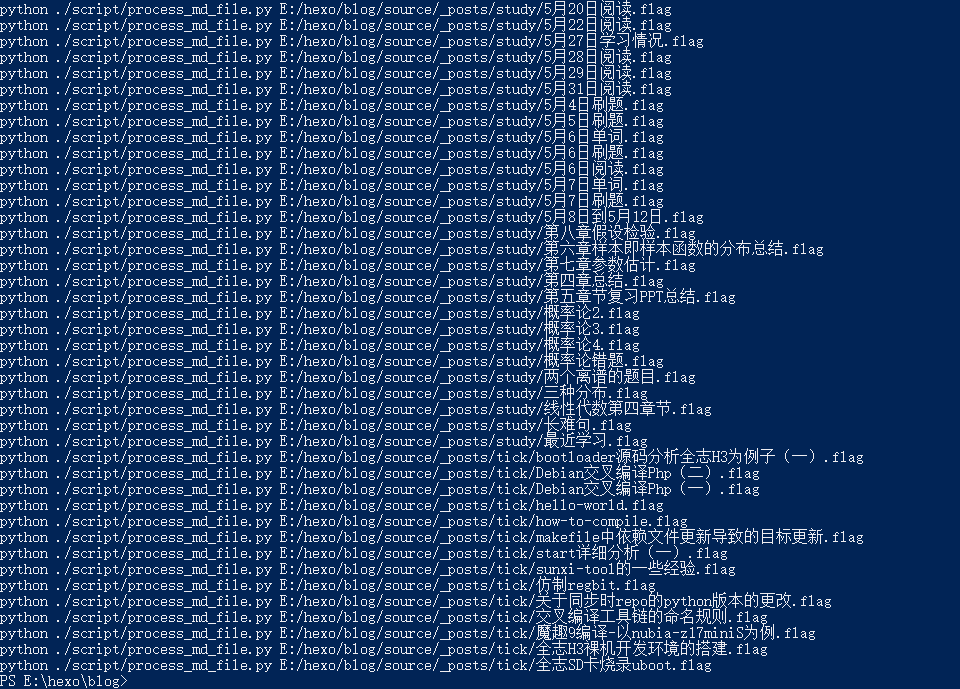 python ./script/process_md_file.py E:/hexo/blog/source/_posts/study/5月20日阅读.flag
python ./script/process_md_file.py E:/hexo/blog/source/_posts/study/5月22日阅读.flag
python ./script/process_md_file.py E:/hexo/blog/source/_posts/study/5月27日学习情况.flag
python ./script/process_md_file.py E:/hexo/blog/source/_posts/study/5月28日阅读.flag
python ./script/process_md_file.py E:/hexo/blog/source/_posts/study/5月29日阅读.flag
python ./script/process_md_file.py E:/hexo/blog/source/_posts/study/5月31日阅读.flag
python ./script/process_md_file.py E:/hexo/blog/source/_posts/study/5月4日刷题.flag
python ./script/process_md_file.py E:/hexo/blog/source/_posts/study/5月5日刷题.flag
python ./script/process_md_file.py E:/hexo/blog/source/_posts/study/5月6日单词.flag
python ./script/process_md_file.py E:/hexo/blog/source/_posts/study/5月6日刷题.flag
python ./script/process_md_file.py E:/hexo/blog/source/_posts/study/5月6日阅读.flag
python ./script/process_md_file.py E:/hexo/blog/source/_posts/study/5月7日单词.flag
python ./script/process_md_file.py E:/hexo/blog/source/_posts/study/5月7日刷题.flag
python ./script/process_md_file.py E:/hexo/blog/source/_posts/study/5月8日到5月12日.flag
python ./script/process_md_file.py E:/hexo/blog/source/_posts/study/第八章假设检验.flag
python ./script/process_md_file.py E:/hexo/blog/source/_posts/study/第六章样本即样本函数的分布总结.flag
python ./script/process_md_file.py E:/hexo/blog/source/_posts/study/第七章参数估计.flag
python ./script/process_md_file.py E:/hexo/blog/source/_posts/study/第四章总结.flag
python ./script/process_md_file.py E:/hexo/blog/source/_posts/study/第五章节复习PPT总结.flag
python ./script/process_md_file.py E:/hexo/blog/source/_posts/study/概率论2.flag
python ./script/process_md_file.py E:/hexo/blog/source/_posts/study/概率论3.flag
python ./script/process_md_file.py E:/hexo/blog/source/_posts/study/概率论4.flag
python ./script/process_md_file.py E:/hexo/blog/source/_posts/study/概率论错题.flag
python ./script/process_md_file.py E:/hexo/blog/source/_posts/study/两个离谱的题目.flag
python ./script/process_md_file.py E:/hexo/blog/source/_posts/study/三种分布.flag
python ./script/process_md_file.py E:/hexo/blog/source/_posts/study/线性代数第四章节.flag
python ./script/process_md_file.py E:/hexo/blog/source/_posts/study/长难句.flag
python ./script/process_md_file.py E:/hexo/blog/source/_posts/study/最近学习.flag
python ./script/process_md_file.py E:/hexo/blog/source/_posts/tick/bootloader源码分析全志H3为例子（一）.flag
python ./script/process_md_file.py E:/hexo/blog/source/_posts/tick/Debian交叉编译Php（二）.flag
python ./script/process_md_file.py E:/hexo/blog/source/_posts/tick/Debian交叉编译Php（一）.flag
python ./script/process_md_file.py E:/hexo/blog/source/_posts/tick/hello-world.flag
python ./script/process_md_file.py E:/hexo/blog/source/_posts/tick/how-to-compile.flag
python ./script/process_md_file.py E:/hexo/blog/source/_posts/tick/makefile中依赖文件更新导致的目标更新.flag
python ./script/process_md_file.py E:/hexo/blog/source/_posts/tick/start详细分析（一）.flag
python ./script/process_md_file.py E:/hexo/blog/source/_posts/tick/sunxi-tool的一些经验.flag
python ./script/process_md_file.py E:/hexo/blog/source/_posts/tick/仿制regbit.flag
python ./script/process_md_file.py E:/hexo/blog/source/_posts/tick/关于同步时repo的python版本的更改.flag
python ./script/process_md_file.py E:/hexo/blog/source/_posts/tick/交叉编译工具链的命名规则.flag
python ./script/process_md_file.py E:/hexo/blog/source/_posts/tick/魔趣9编译-以nubia-z17miniS为例.flag
python ./script/process_md_file.py E:/hexo/blog/source/_posts/tick/全志H3裸机开发环境的搭建.flag
python ./script/process_md_file.py E:/hexo/blog/source/_posts/tick/全志SD卡烧录uboot.flag
PS E:\hexo\blog>